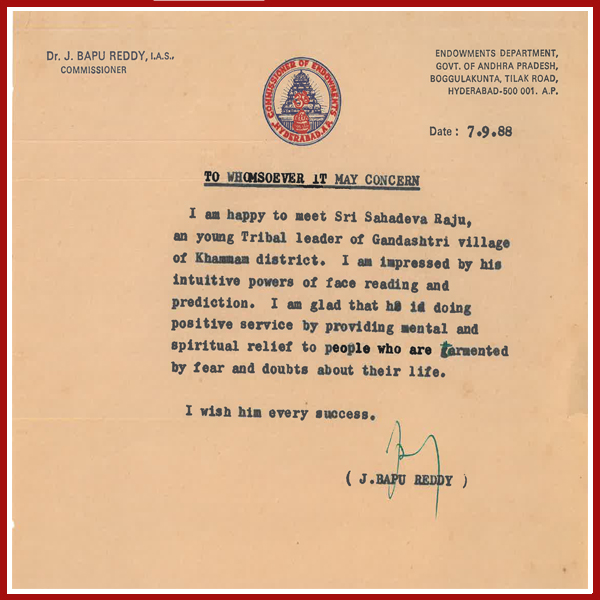 Dr. J. BAPU REDDY, I.A.S.,
COMMISSIONER
ENDOWMENTS DEPARTMENT,
GOVT. OF ANDHRA PRADESH,
BOGGULAKUNTA, TILAK ROAD,
HYDERABAD-500 001. A.P.
COMMISSIONER OF ENDOWMENTS
HYDERABAD.A.P.
Date : 7.9.88
TO WHOMSOEVER IT MAY CONCERN
I am happy to meet Sri Sahadeva Raju,
an young Tribal leader of Gandashtri village
of Khammam district. I am impressed by his
intuitive powers of face reading and
prediction. I am glad that he is doing
positive service by providing mental and
spiritual relief to people who are tormented
by fear and doubts about their life.
I wish him every success.
( J.BAPU REDDY )